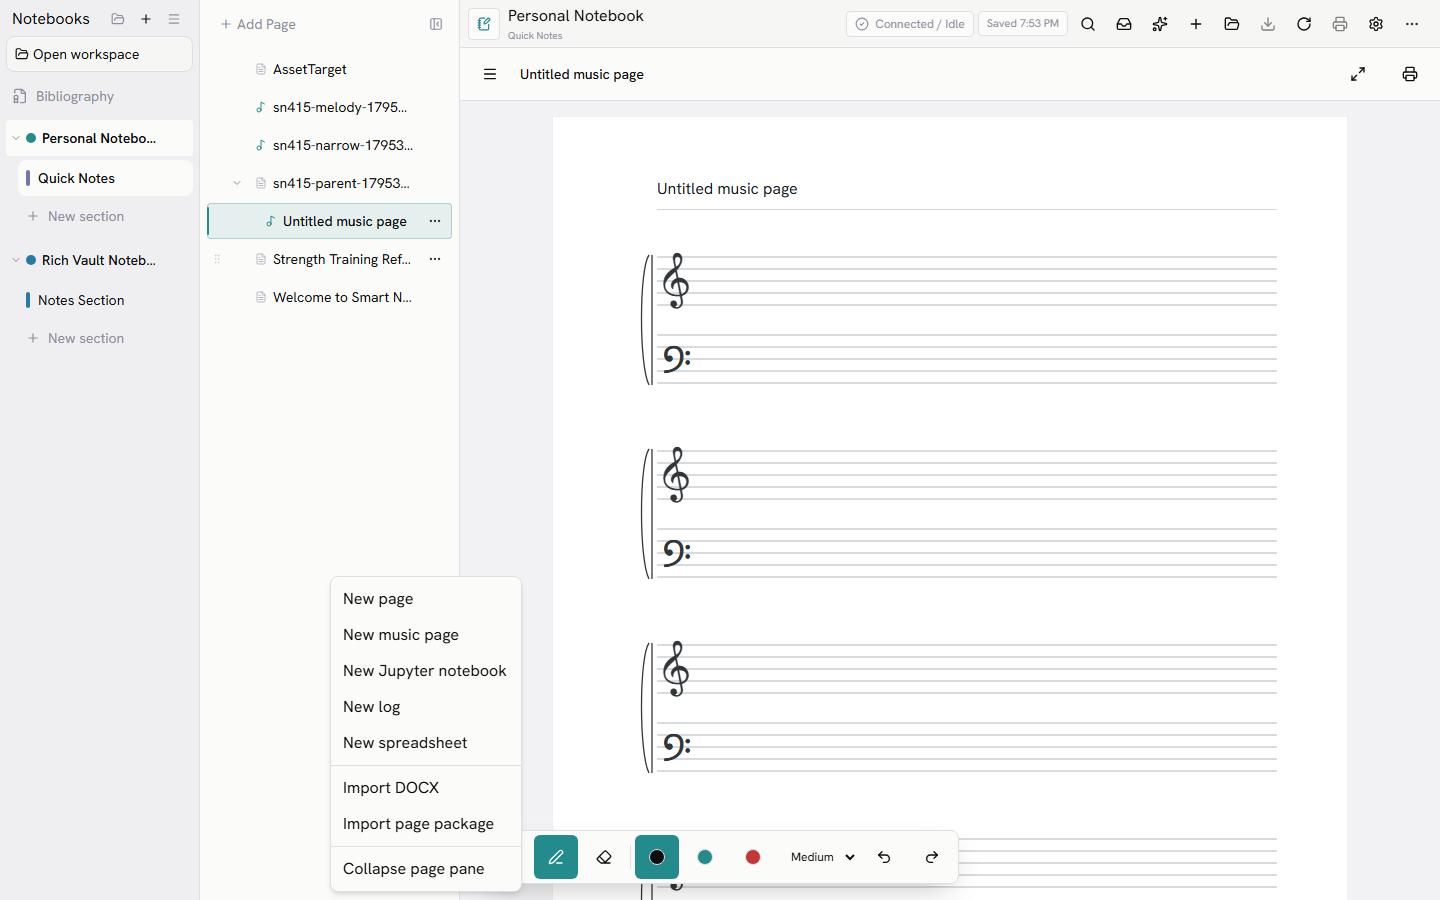 Notebooks
Open workspace
Bibliography
Personal Notebo...
Quick Notes
New section
Rich Vault Noteb...
Notes Section
New section
Add Page
AssetTarget
sn415-melody-1795...
sn415-narrow-17953...
sn415-parent-17953...
Untitled music page
Strength Training Ref...
Welcome to Smart N...
New page
New music page
New Jupyter notebook
New log
New spreadsheet
Import DOCX
Import page package
Collapse page pane
Personal Notebook
Quick Notes
Connected / Idle
Saved 7:53 PM
Untitled music page
Untitled music page
Medium